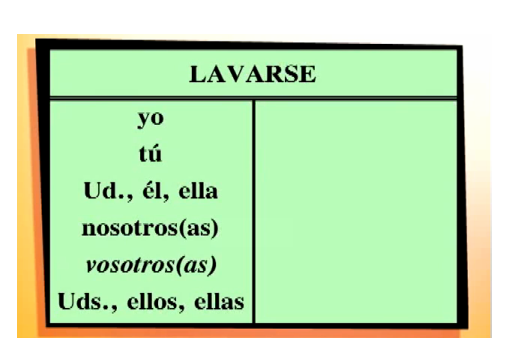 LAVARSE
yo
tú
Ud., él, ella
nosotros(as)
vosotros(as)
Uds., ellos, ellas